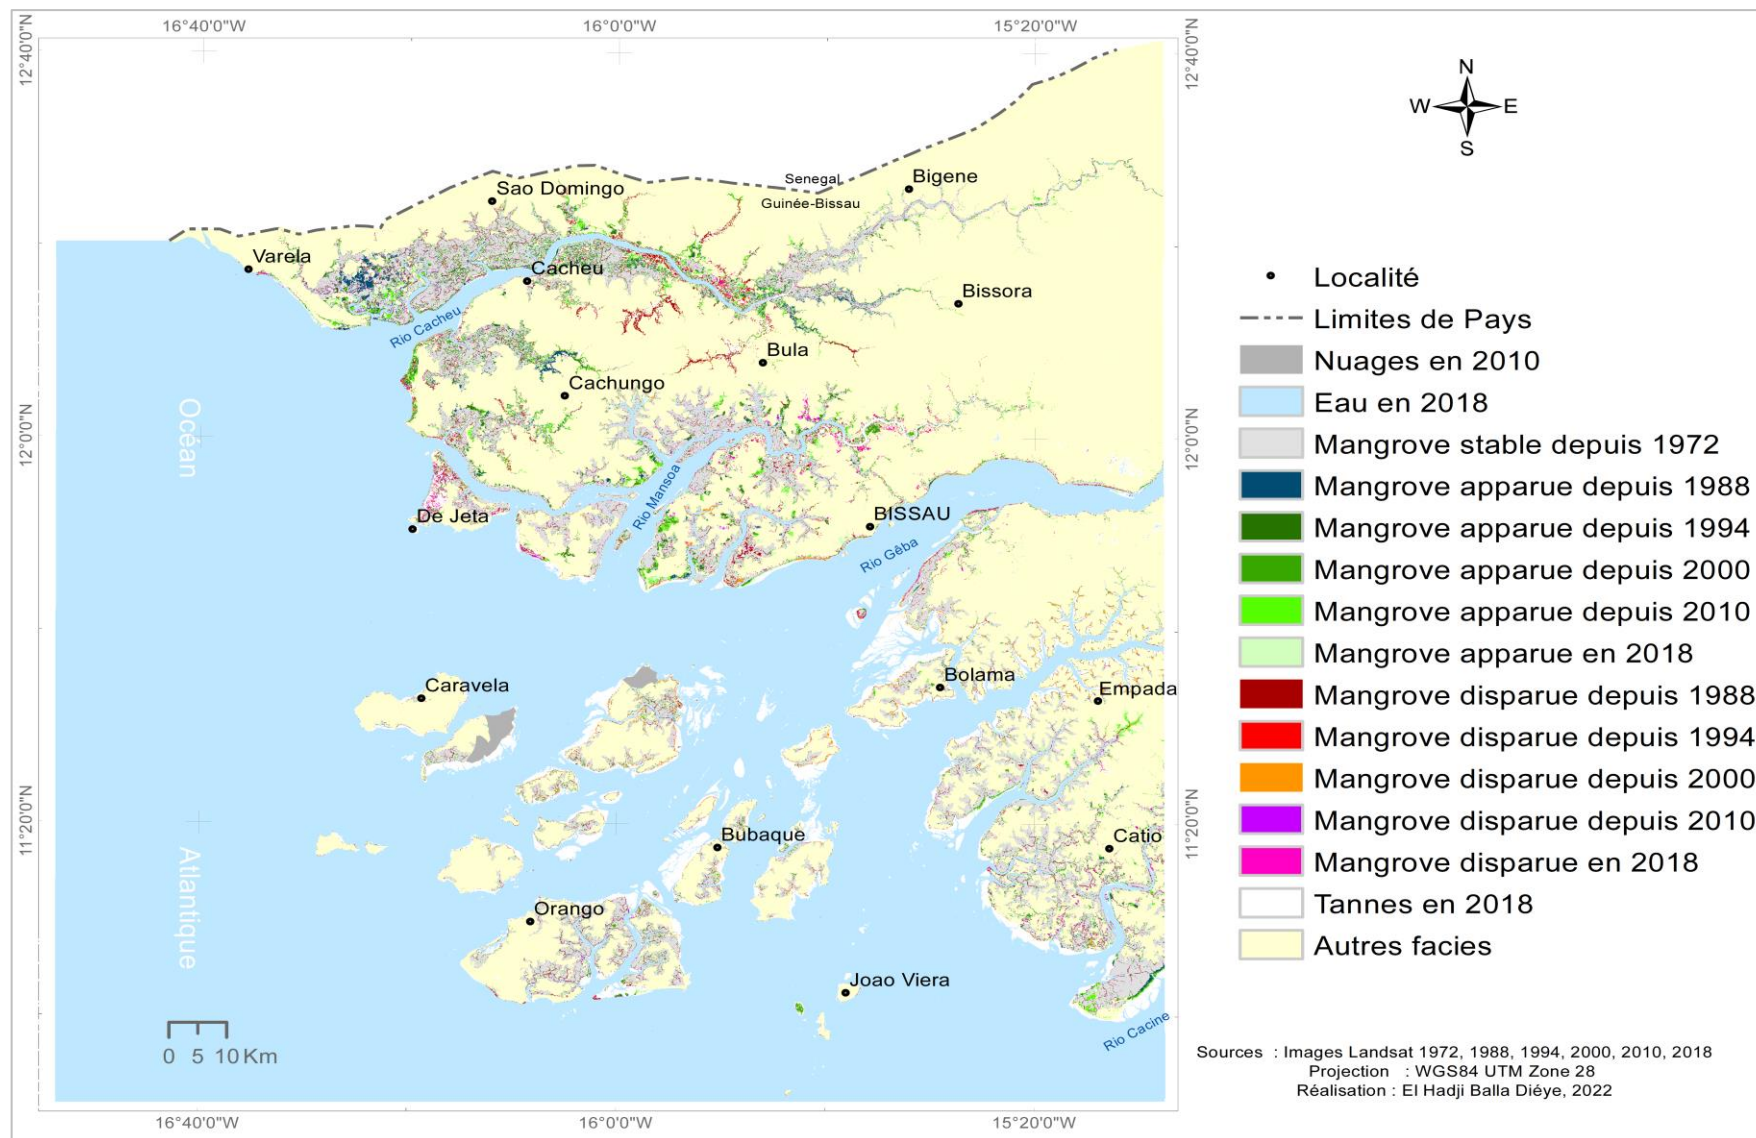 16°40'0"W
16°0'0"W
15°20'0"W
12°40'0"N
12°40'0"N
N
W
E
S
Senegal
Guinée-Bissau
Bigene
Sao Domingo
Varela
Cacheu
Bissora
Rio Cacheu
Bula
Cachungo
Océan
12°0'0"N
12°0'0"N
Rio Mansoa
De Jeta
BISSAU
Rio Gêba
Bolama
Caravela
Empada
11°20'0"N
11°20'0"N
Bubaque
Catio
Atlantique
Orango
Joao Viera
Rio Cacine
0 5 10 Km
16°40'0"W
16°0'0"W
15°20'0"W
Localité
Limites de Pays
Nuages en 2010
Eau en 2018
Mangrove stable depuis 1972
Mangrove apparue depuis 1988
Mangrove apparue depuis 1994
Mangrove apparue depuis 2000
Mangrove apparue depuis 2010
Mangrove apparue en 2018
Mangrove disparue depuis 1988
Mangrove disparue depuis 1994
Mangrove disparue depuis 2000
Mangrove disparue depuis 2010
Mangrove disparue en 2018
Tannes en 2018
Autres facies
Sources : Images Landsat 1972, 1988, 1994, 2000, 2010, 2018
Projection : WGS84 UTM Zone 28
Réalisation : El Hadji Balla Diéye, 2022